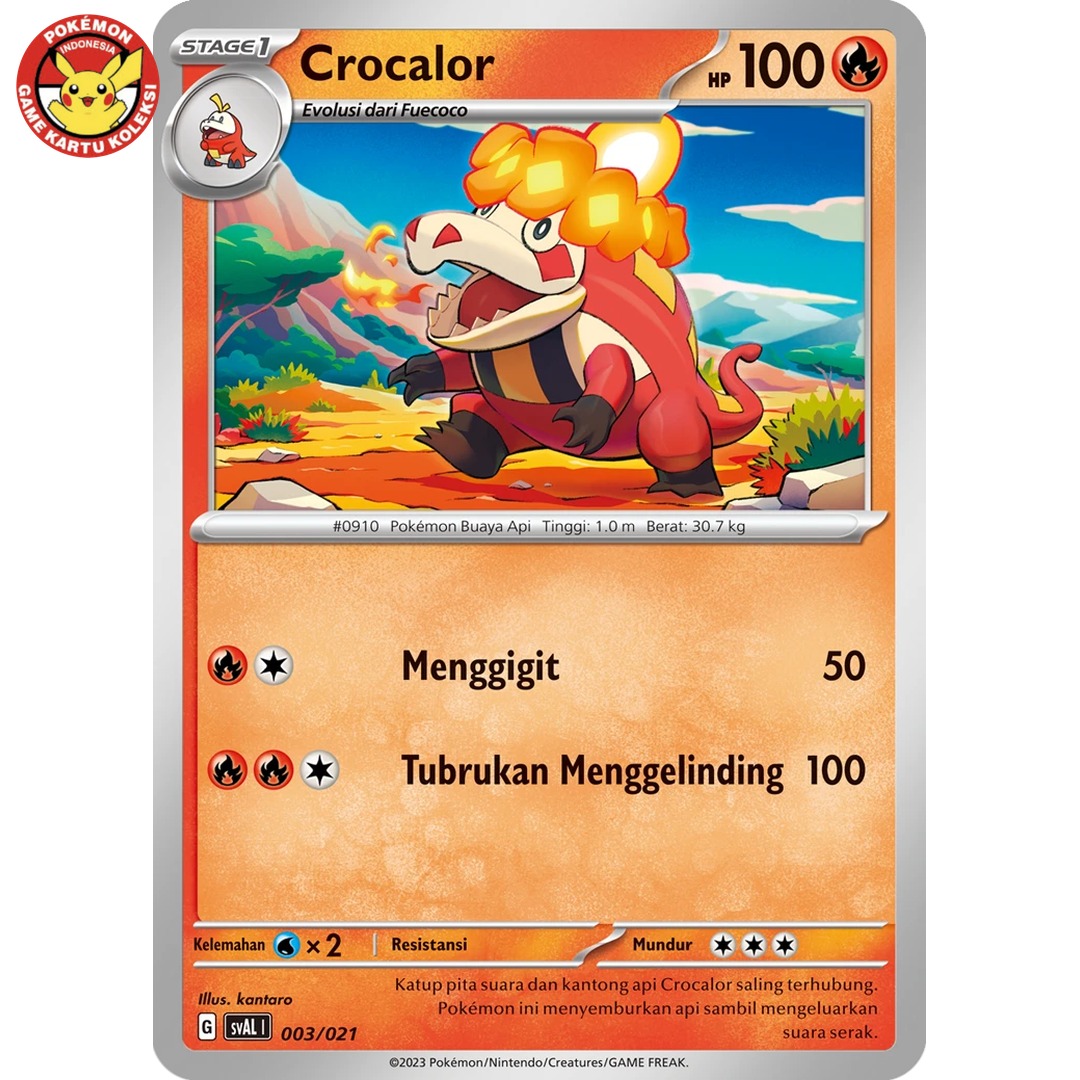 POKÉMON
INDONESIA
GAME KARTU KOLEKSI
STAGE1
Crocalor
HP 100
Evolusi dari Fuecoco
#0910 Pokémon Buaya Api Tinggi: 1.0 m Berat: 30.7 kg
Menggigit 50
Tubrukan Menggelinding 100
Kelemahan ×2 Resistansi Mundur
Katup pita suara dan kantong api Crocalor saling terhubung.
Pokémon ini menyemburkan api sambil mengeluarkan
suara serak.
Illus. kantaro
G svAL I 003/021
©2023 Pokémon/Nintendo/Creatures/GAME FREAK.